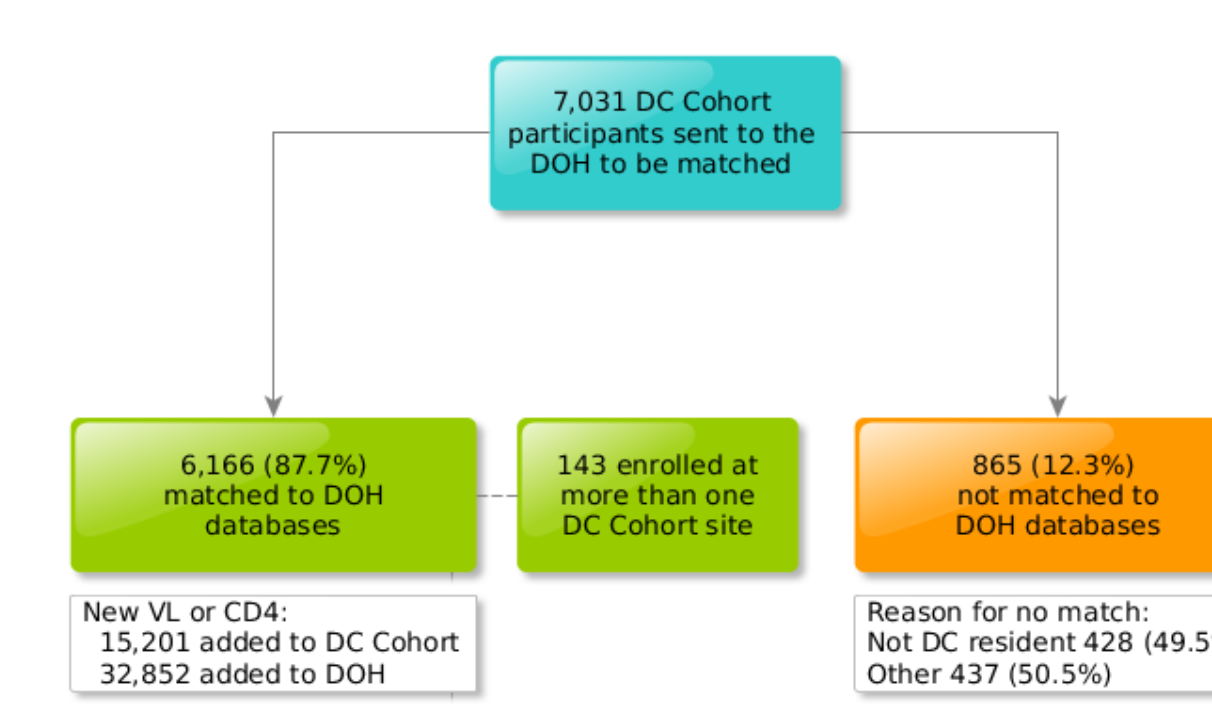 7,031 DC Cohort
participants sent to the
DOH to be matched
6,166 (87.7%)
matched to DOH
databases
143 enrolled at
more than one
DC Cohort site
865 (12.3%)
not matched to
DOH databases
New VL or CD4:
15,201 added to DC Cohort
32,852 added to DOH
Reason for no match:
Not DC resident 428 (49.5
Other 437 (50.5%)